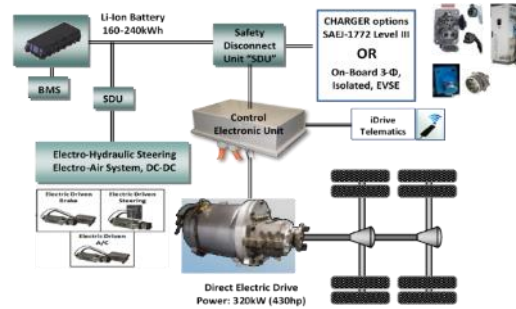 Li-Ion Battery
160-240kWh
BMS
SDU
Safety
Disconnect
Unit "SDU"
CHARGER options
SAEJ-1772 Level III
OR
On-Board 3-Φ,
Isolated, EVSE
Control
Electronic Unit
iDrive
Telematics
Electro-Hydraulic Steering
Electro-Air System, DC-DC
Electric Driven
Brake
Electric Driven
Steering
Electric Driven
A/C
Direct Electric Drive
Power: 320kW (430hp)